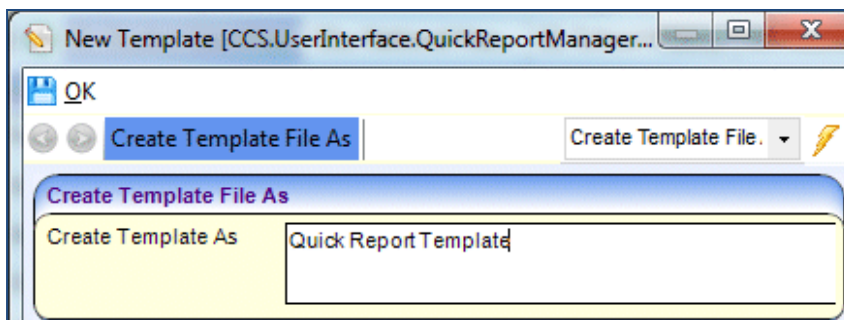 New Template [CCS.UserInterface.QuickReportManager...
OK
Create Template File As Create Template File.
Create Template File As
Create Template As Quick Report Template